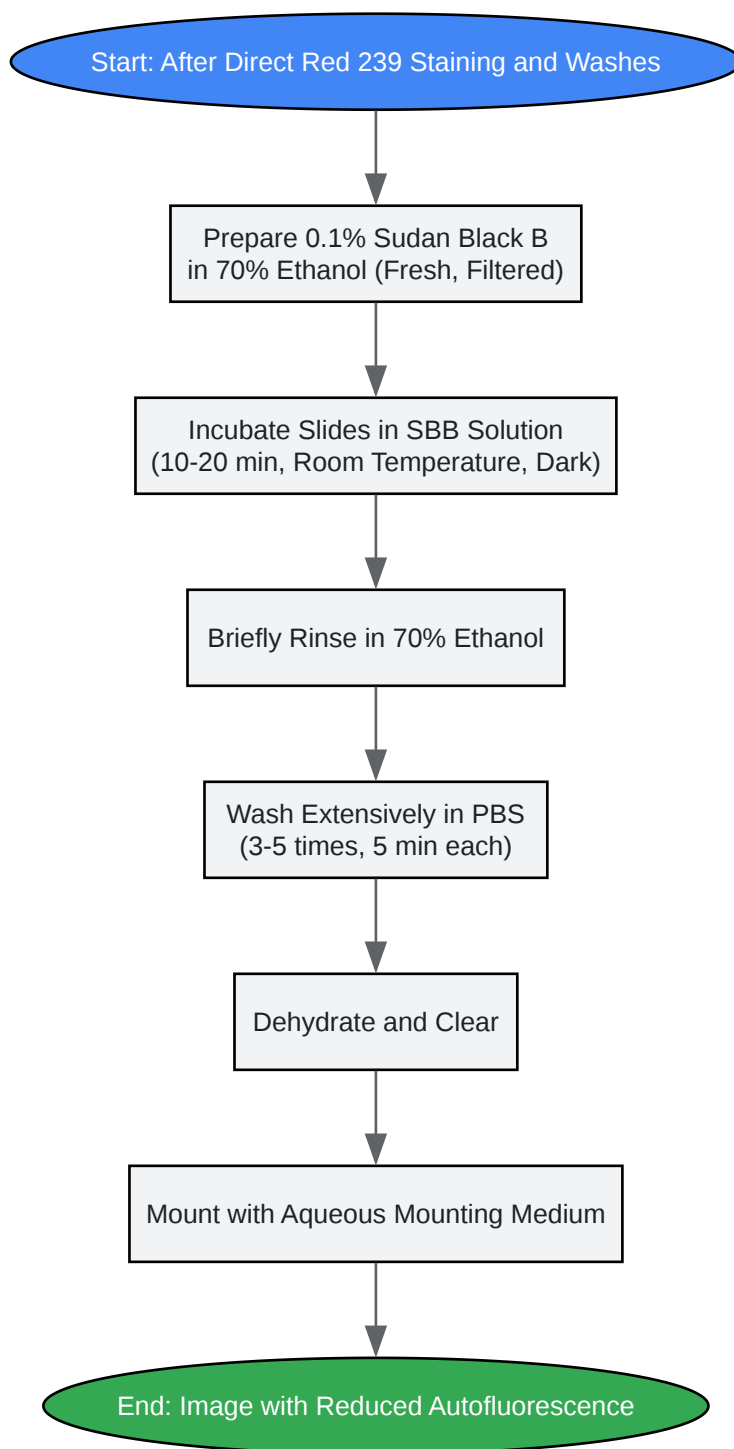 Start: After Direct Red 239 Staining and Washes
Prepare 0.1% Sudan Black B
in 70% Ethanol (Fresh, Filtered)
Incubate Slides in SBB Solution
(10-20 min, Room Temperature, Dark)
Briefly Rinse in 70% Ethanol
Wash Extensively in PBS
(3-5 times, 5 min each)
Dehydrate and Clear
Mount with Aqueous Mounting Medium
End: Image with Reduced Autofluorescence